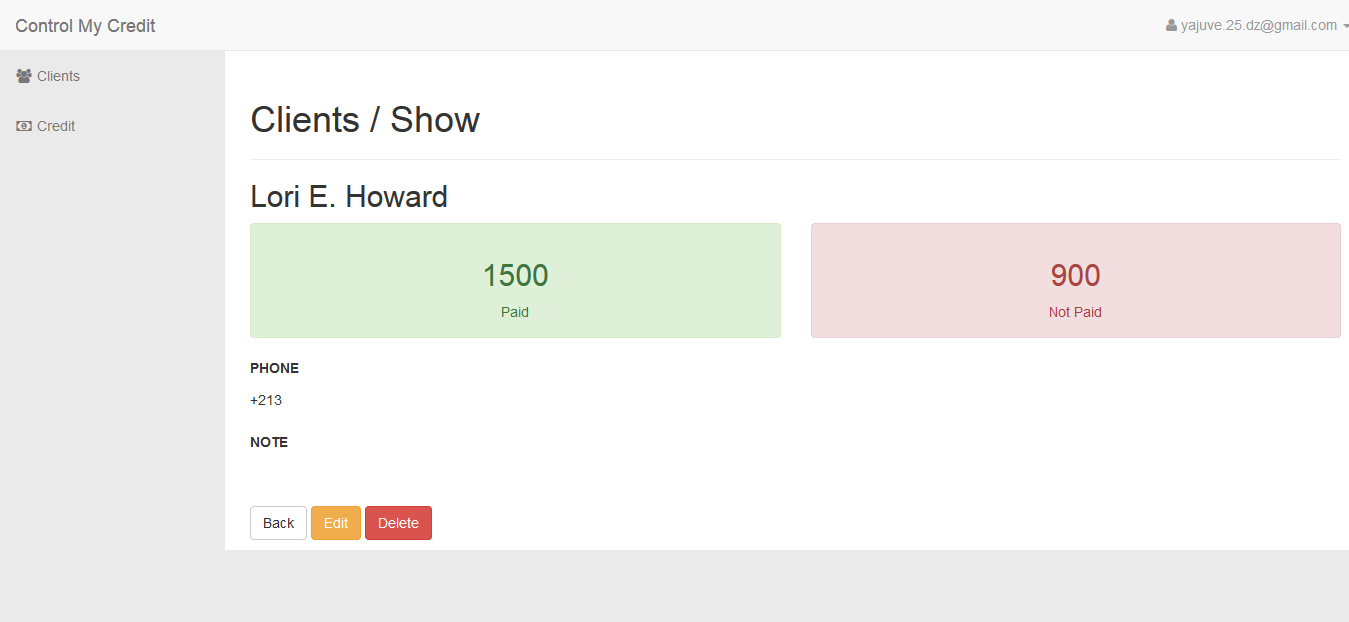 Control My Credit
yajuve.25.dz@gmail.com
Clients
Credit
Clients / Show
Lori E. Howard
1500
Paid
900
Not Paid
PHONE
+213
NOTE
Back Edit Delete